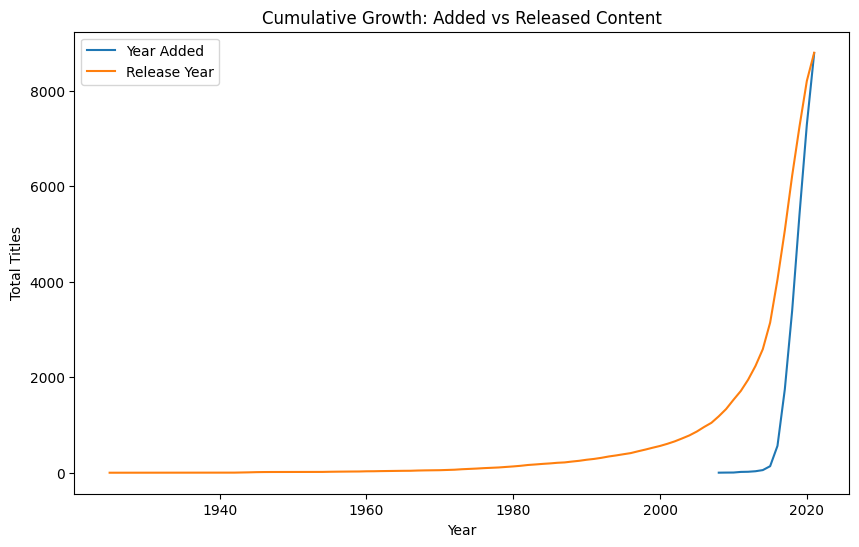 Cumulative Growth: Added vs Released Content
Year Added
Release Year
Total Titles
8000
6000
4000
2000
0
1940 1960 1980 2000 2020
Year